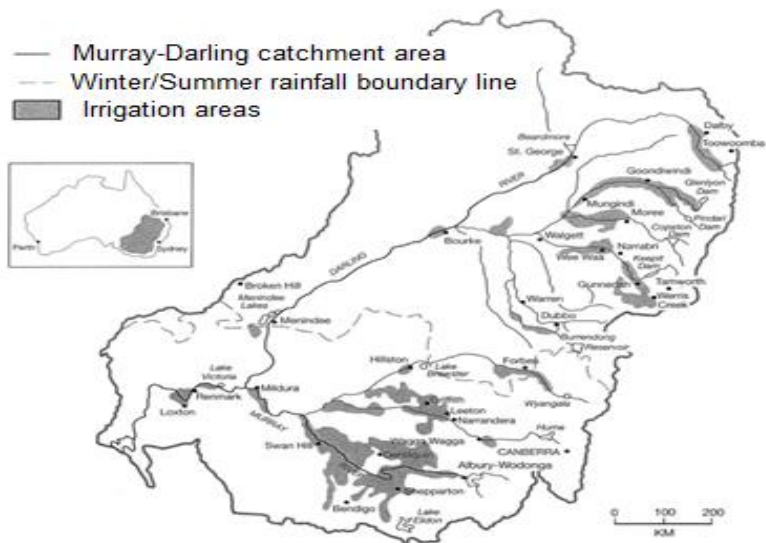 Murray-Darling catchment area
Winter/Summer rainfall boundary line
Irrigation areas
Brisbane
Perth
Sydney
Dalby
Toowoomba
Beardmore
St. George
Goondiwindi
Glenlyon
Dam
RIVER
Mungindi
Pindari
Dam
Moree
Copeton
Dam
Bourke
Walgett
Narrabri
Wee Waa
Keepit
Dam
DARLING
Gunnedah
Tamworth
Werris
Creek
Broken Hill
Menindee
Lakes
Menindee
Warren
Dubbo
Burrendong
Reservoir
Hillston
Lake
Brewster
Forbes
Lake
Victoria
Renmark
Mildura
Loxton
MURRAY
Wyangala
Griffith
Leeton
Narrandera
Hume
Swan Hill
Wagga Wagga
CANBERRA
Deniliquin
Albury-Wodonga
Shepparton
Bendigo
Lake
Eildon
0 100 200
KM